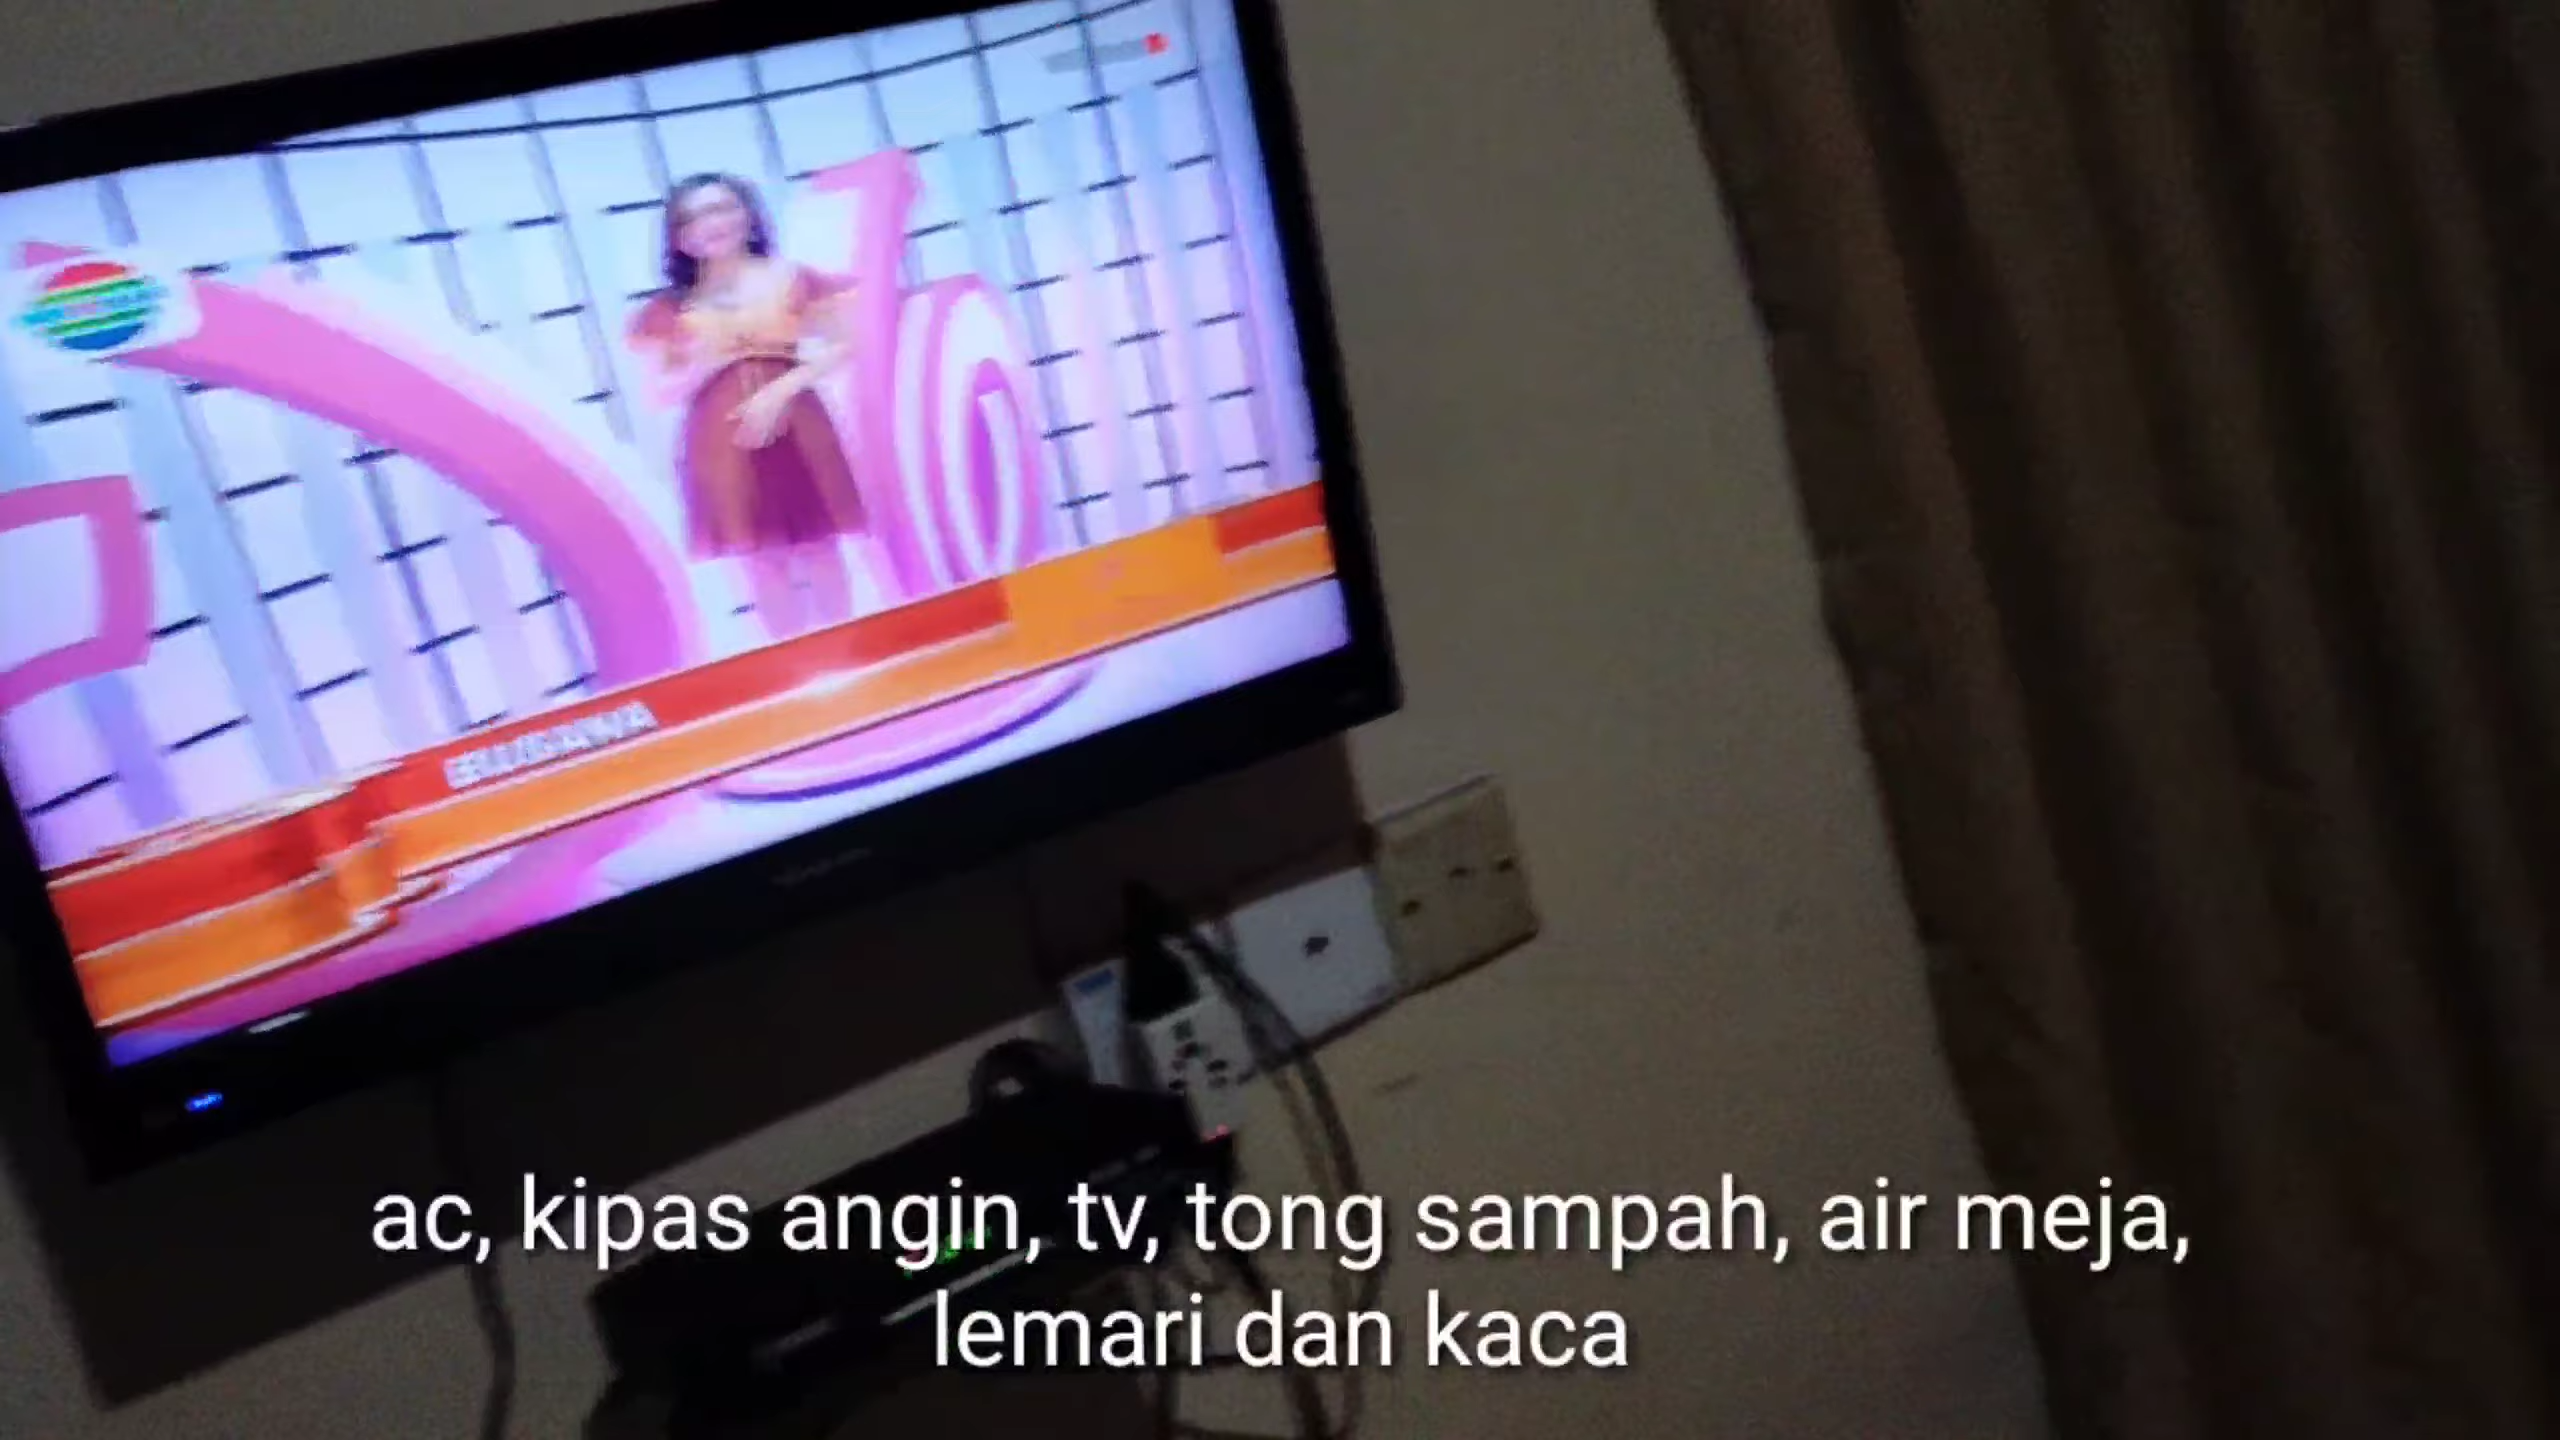 ac, kipas angin, tv, tong sampah, air meja,
lemari dan kaca